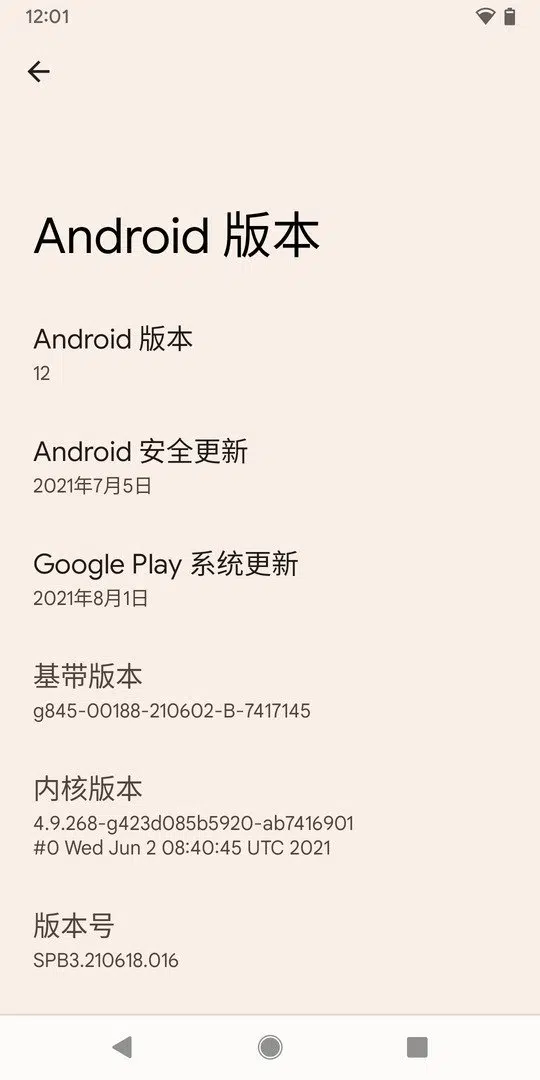 12:01
Android 版本
Android 版本
12
Android 安全更新
2021年7月5日
Google Play 系统更新
2021年8月1日
基带版本
g845-00188-210602-B-7417145
内核版本
4.9.268-g423d085b5920-ab7416901
#0 Wed Jun 2 08:40:45 UTC 2021
版本号
SPB3.210618.016